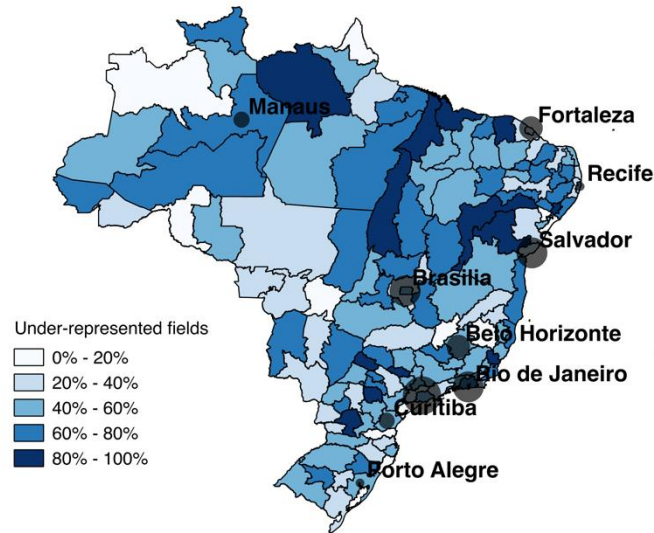 Manaus
Fortaleza
Recife
Salvador
Brasilia
Belo Horizonte
Rio de Janeiro
Curitiba
Porto Alegre
Under-represented fields
0% - 20%
20% - 40%
40% - 60%
60% - 80%
80% - 100%